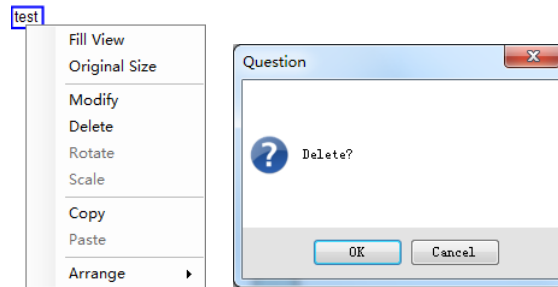 test
Fill View
Original Size
Modify
Delete
Rotate
Scale
Copy
Paste
Arrange
Question
Delete?
OK
Cancel